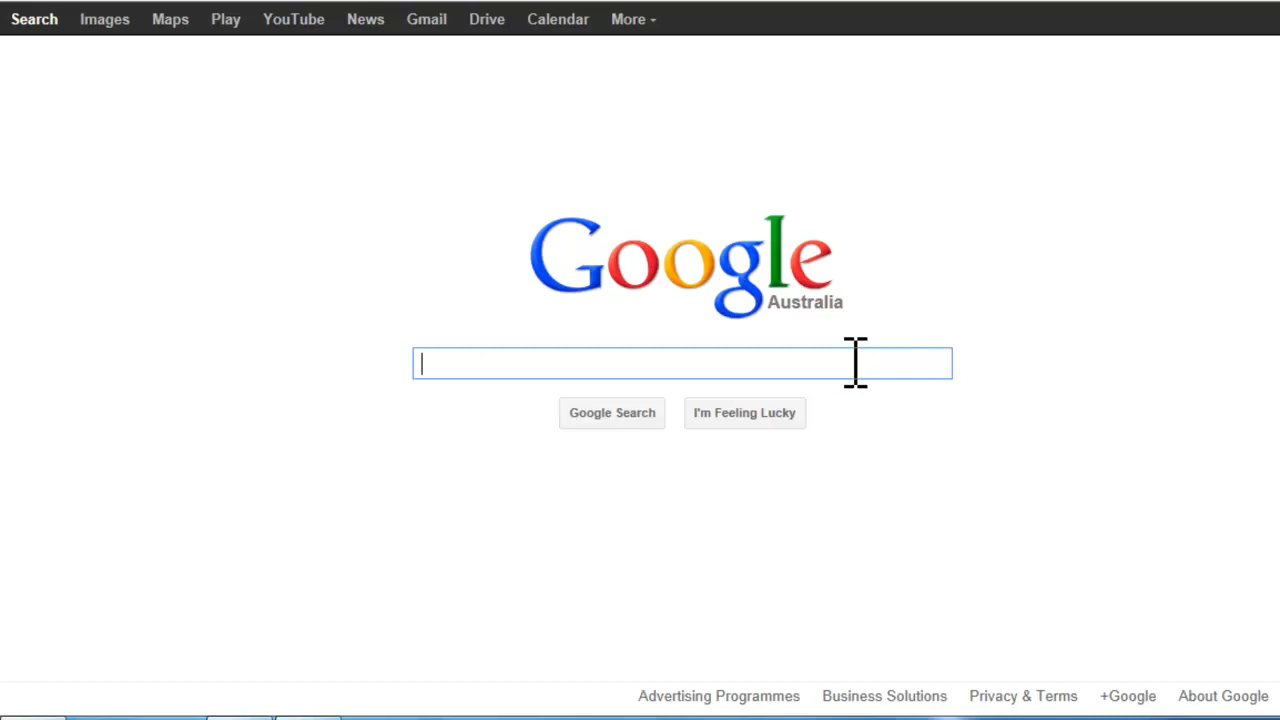 Search Images Maps Play YouTube News Gmail Drive Calendar More
Google
Australia
Google Search I'm Feeling Lucky
Advertising Programmes Business Solutions Privacy & Terms +Google About Google